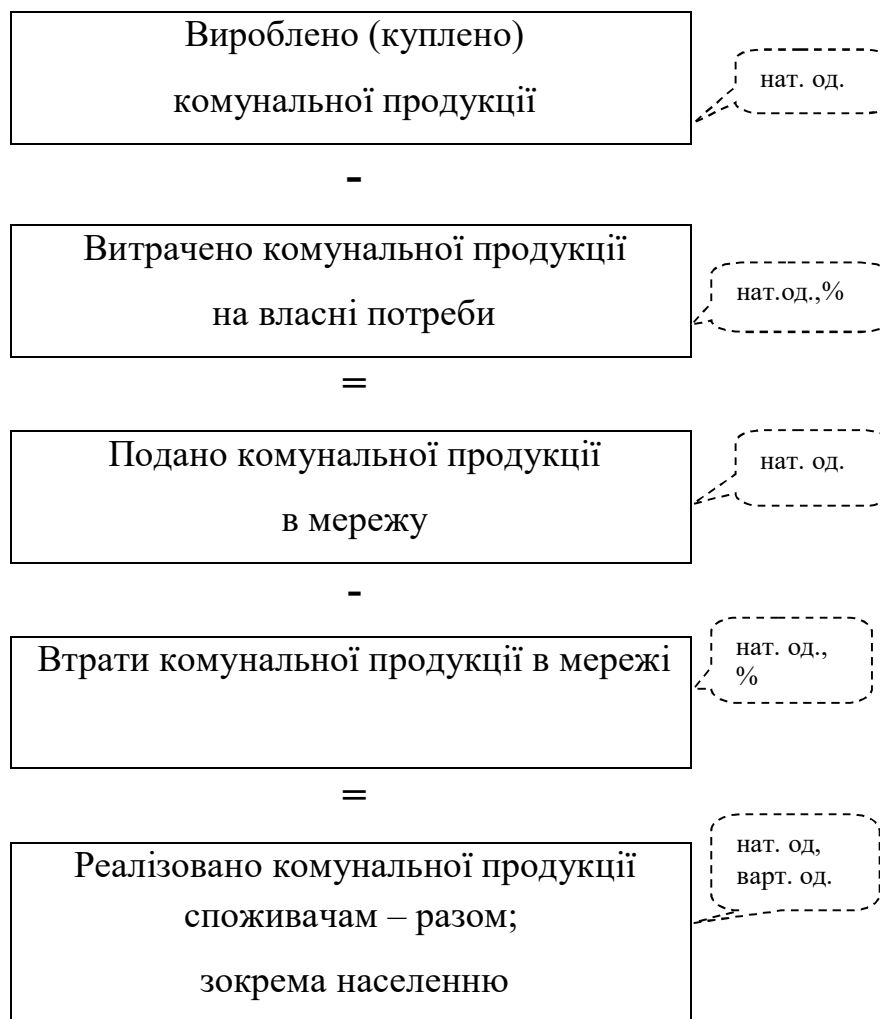 Вироблено (куплено)
комунальної продукції
нат. од.
-
Витрачено комунальної продукції
на власні потреби
нат.од.,%
=
Подано комунальної продукції
в мережу
нат. од.
-
Втрати комунальної продукції в мережі
нат. од.,
%
=
Реалізовано комунальної продукції
споживачам – разом;
зокрема населенню
нат. од,
варт. од.